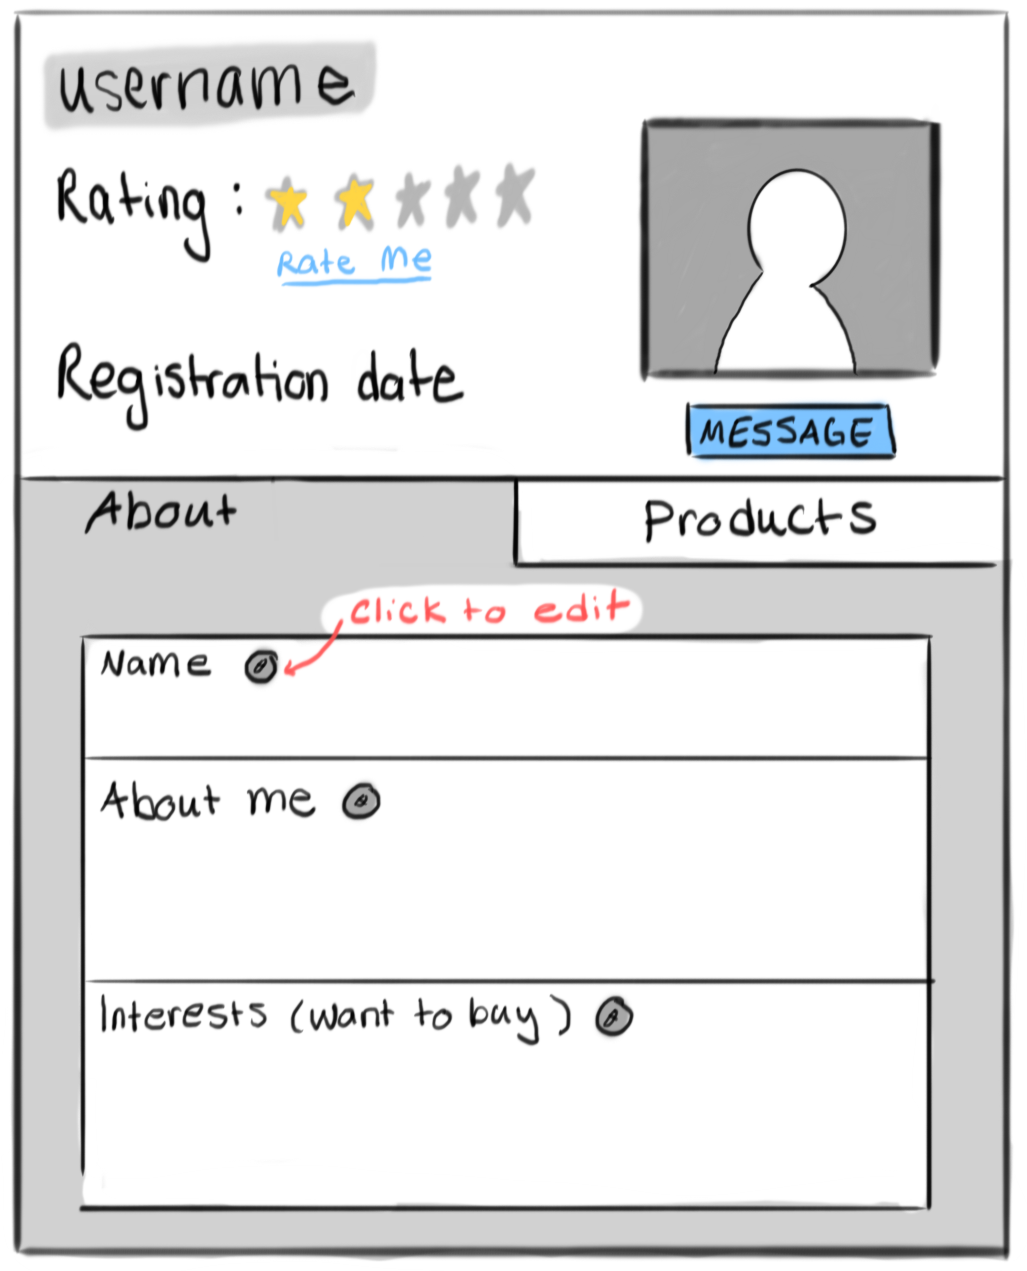 username
Rating :
Rate Me
Registration date
MESSAGE
About
Products
click to edit
Name
About me
Interests (want to buy)